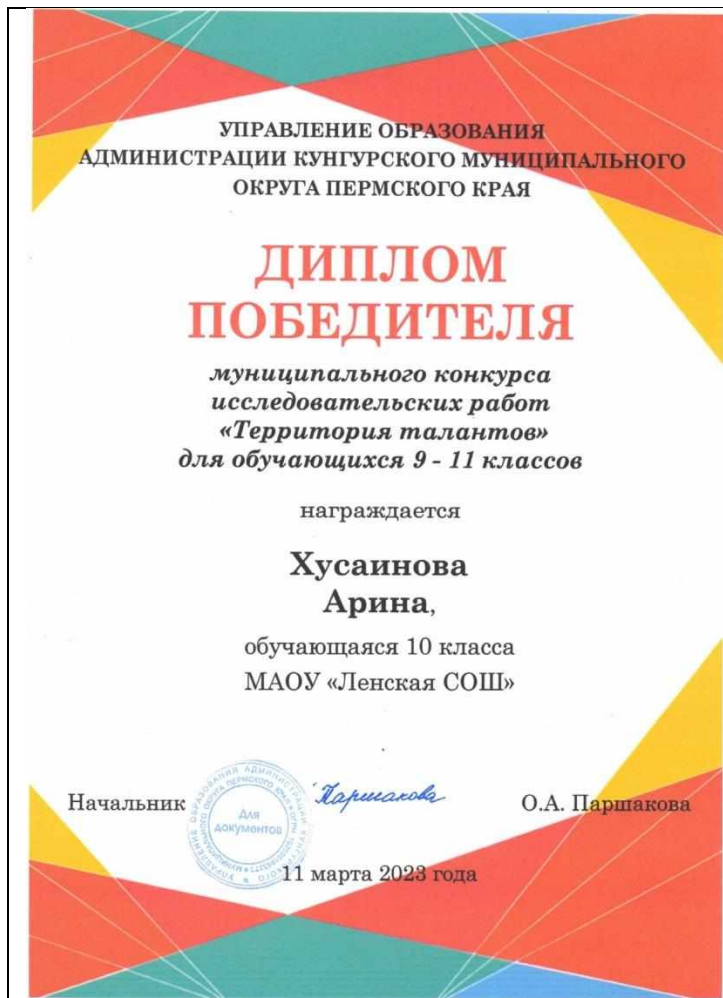 УПРАВЛЕНИЕ ОБРАЗОВАНИЯ
АДМИНИСТРАЦИИ КУНГУРСКОГО МУНИЦИПАЛЬНОГО
ОКРУГА ПЕРМСКОГО КРАЯ
ДИПЛОМ
ПОБЕДИТЕЛЯ
муниципального конкурса
исследовательских работ
«Территория талантов»
для обучающихся 9 - 11 классов
награждается
Хусаинова
Арина,
обучающаяся 10 класса
МАОУ «Ленская СОШ»
Начальник
Для
документов
Паршакова
О.А. Паршакова
11 марта 2023 года